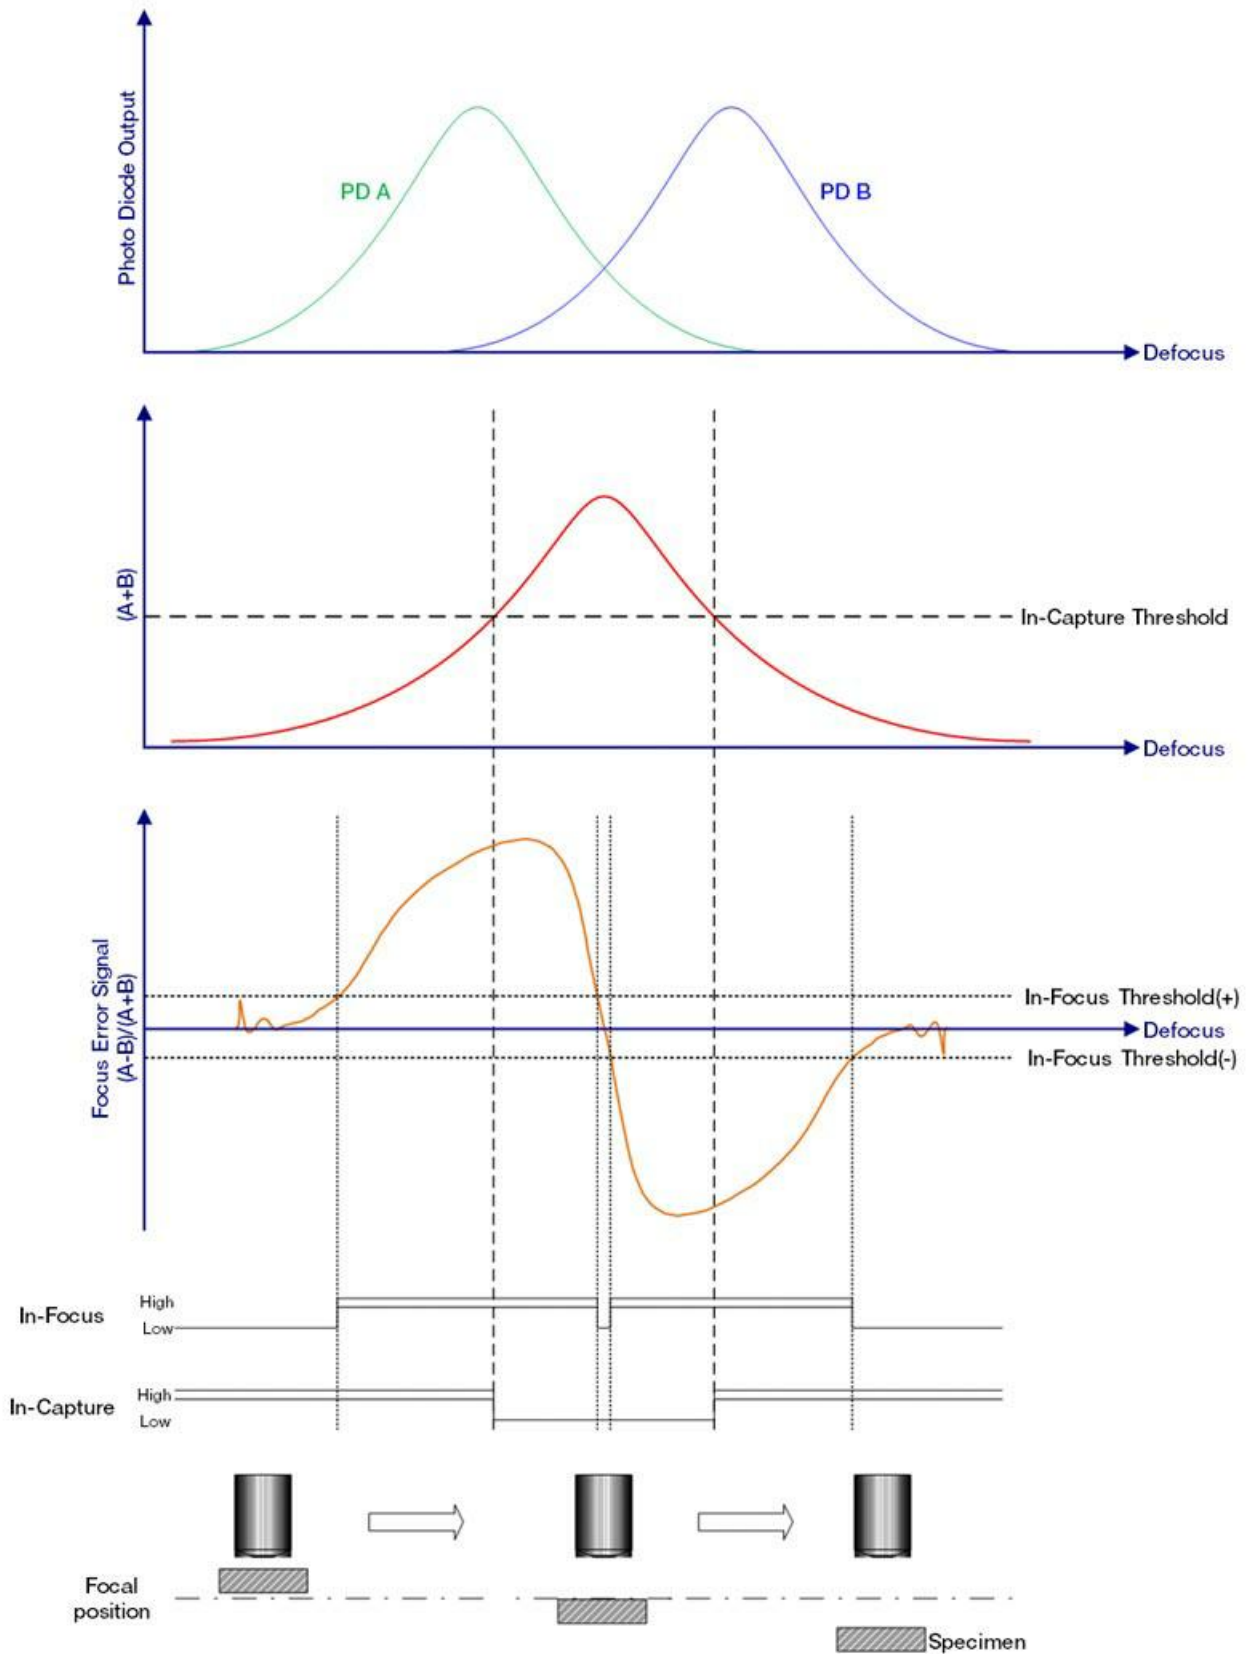 Photo Diode Output
PD A
PD B
Defocus
(A+B)
In-Capture Threshold
Defocus
Focus Error Signal
(A-B)/(A+B)
In-Focus Threshold(+)
Defocus
In-Focus Threshold(-)
In-Focus
High
Low
In-Capture
High
Low
Focal
position
Specimen